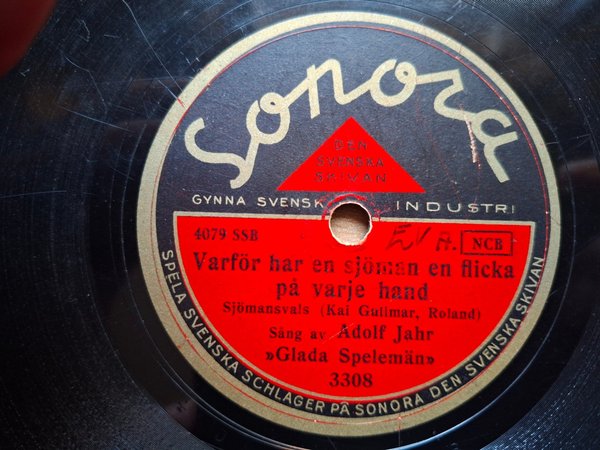 Sonora
DEN
SVENSKA
SKIVAN
GYNNA SVENSK INDUSTRI
4079 SSB
NCB
Varför har en sjöman en flicka
på varje hand
Sjömansvals (Kai Gullmar, Roland)
Sång av Adolf Jahr
»Glada Spelemän»
3308
SPELA SVENSKA SCHLAGER PÅ SONORA DEN SVENSKA SKIVAN